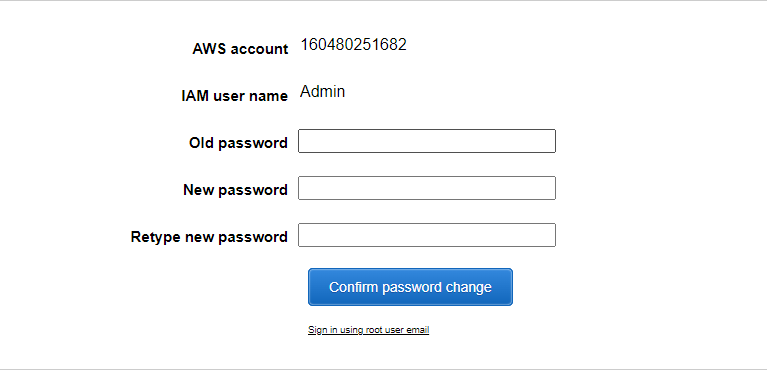 AWS account 160480251682
IAM user name Admin
Old password
New password
Retype new password
Confirm password change
Sign in using root user email